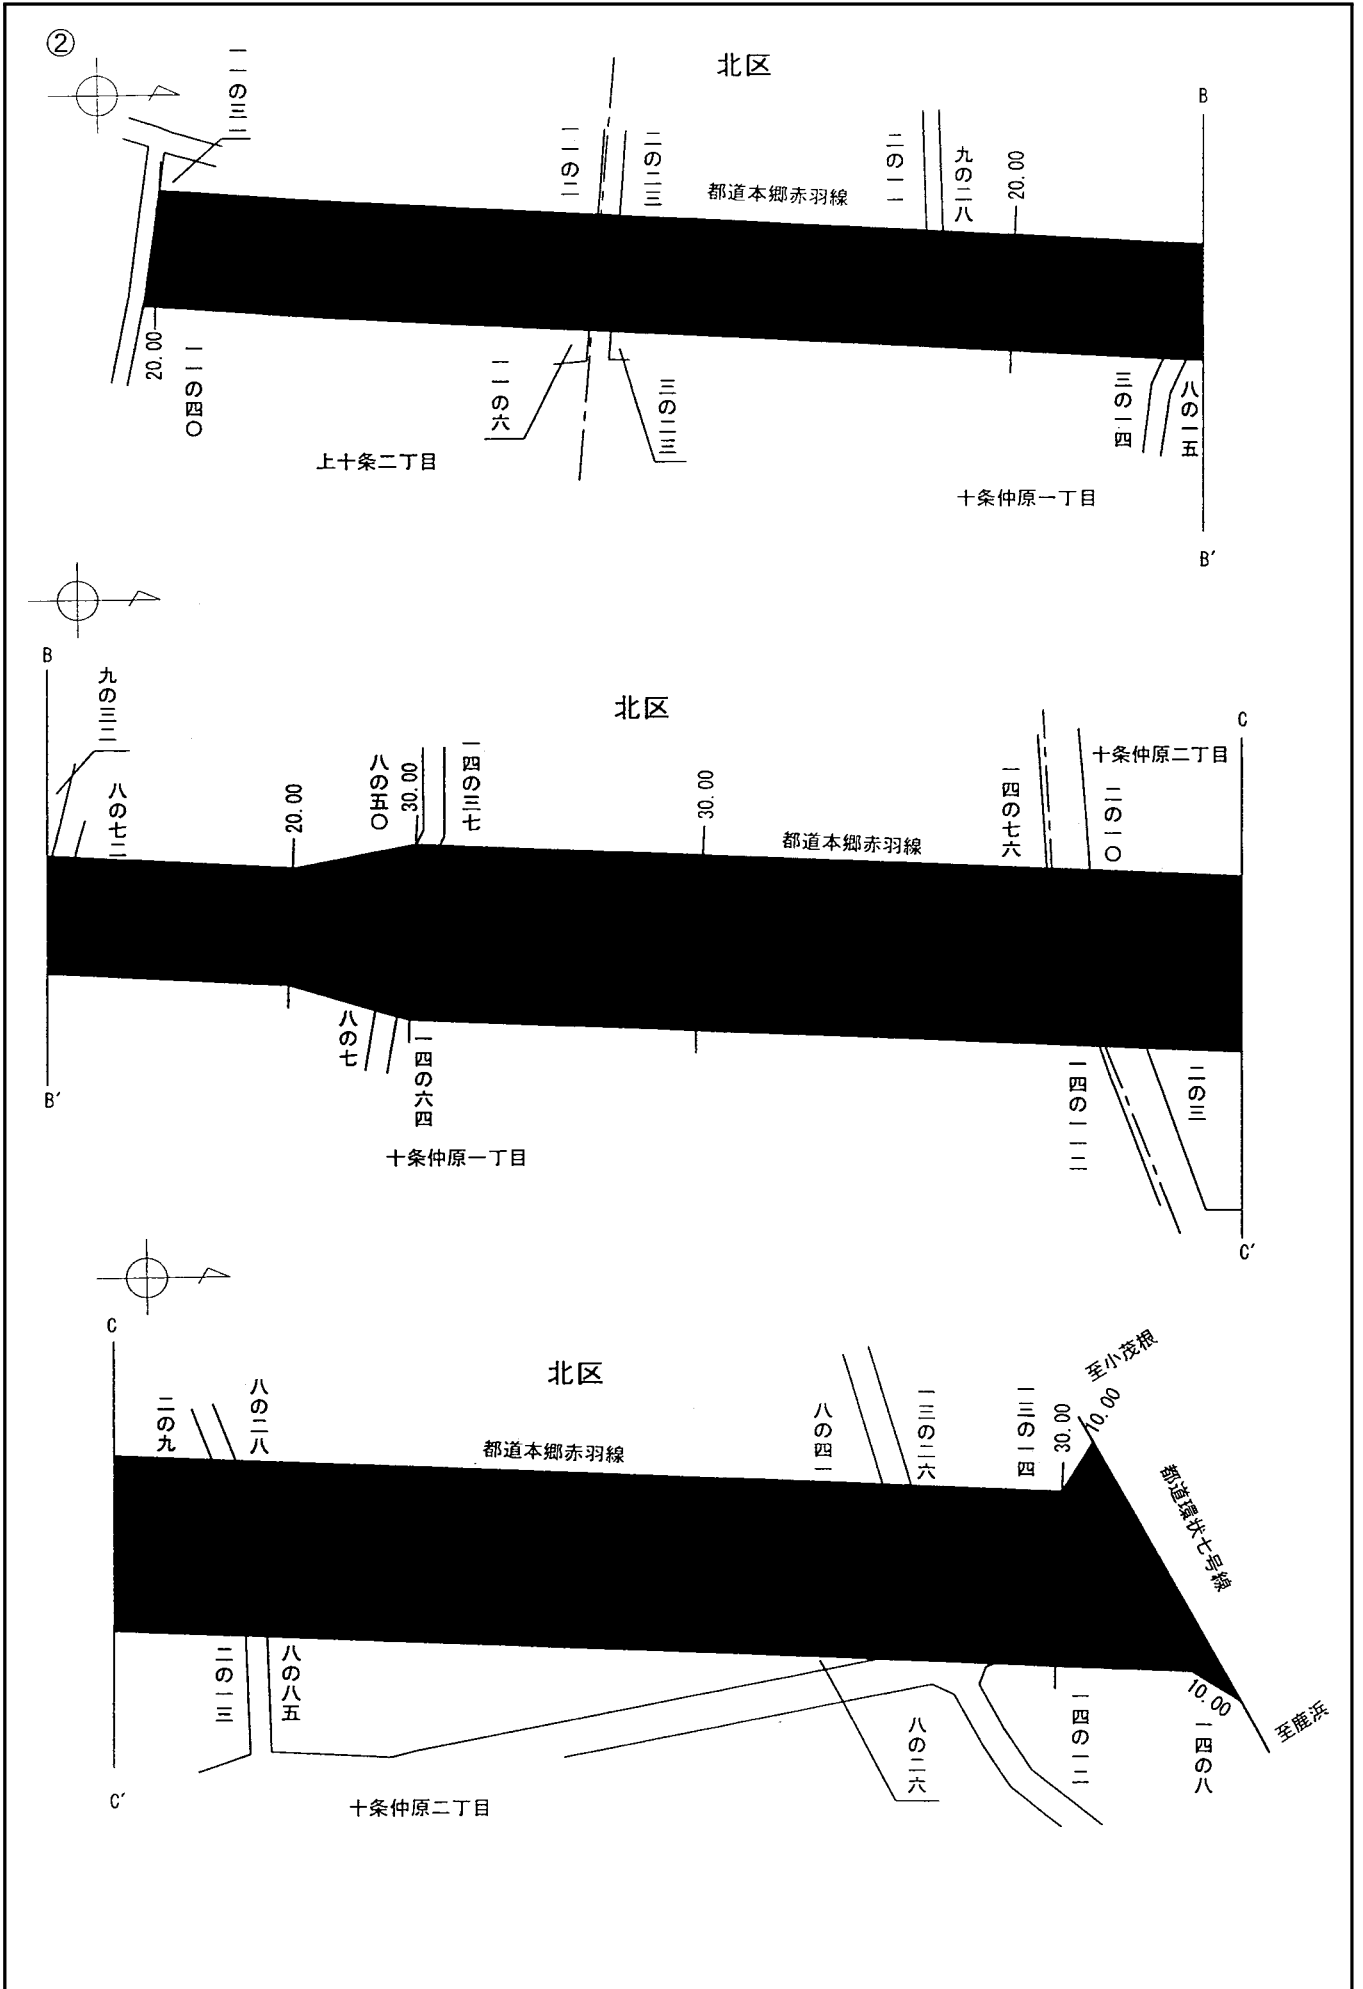 ②
北区
B
一一の三二
一一の二
二の二三
都道本郷赤羽線
二の一一
九の二八
20.00
20.00
一一の四〇
一一の六
三の二三
三の一四
八の一五
上十条二丁目
十条仲原一丁目
B′
B
九の三二
八の七二
20.00
八の五〇
30.00
一四の三七
北区
30.00
都道本郷赤羽線
一四の七六
十条仲原二丁目
二の一〇
C
B′
八の七
一四の六四
十条仲原一丁目
一四の一一二
二の三
C′
C
二の九
八の二八
北区
都道本郷赤羽線
八の四一
一三の二六
一三の一四
30.00
至小茂根
10.00
都道環状七号線
二の一三
八の八五
八の二六
一四の一二
10.00
一四の八
至鹿浜
C′
十条仲原二丁目